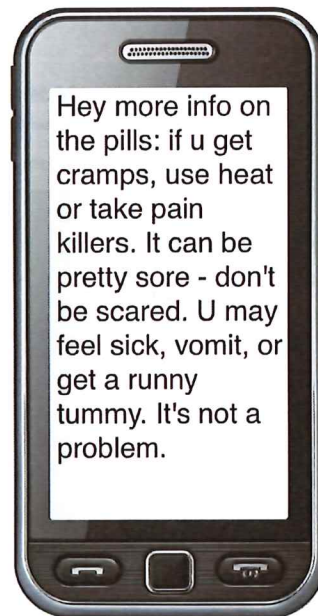 Hey more info on
the pills: if u get
cramps, use heat
or take pain
killers. It can be
pretty sore - don't
be scared. U may
feel sick, vomit, or
get a runny
tummy. It's not a
problem.